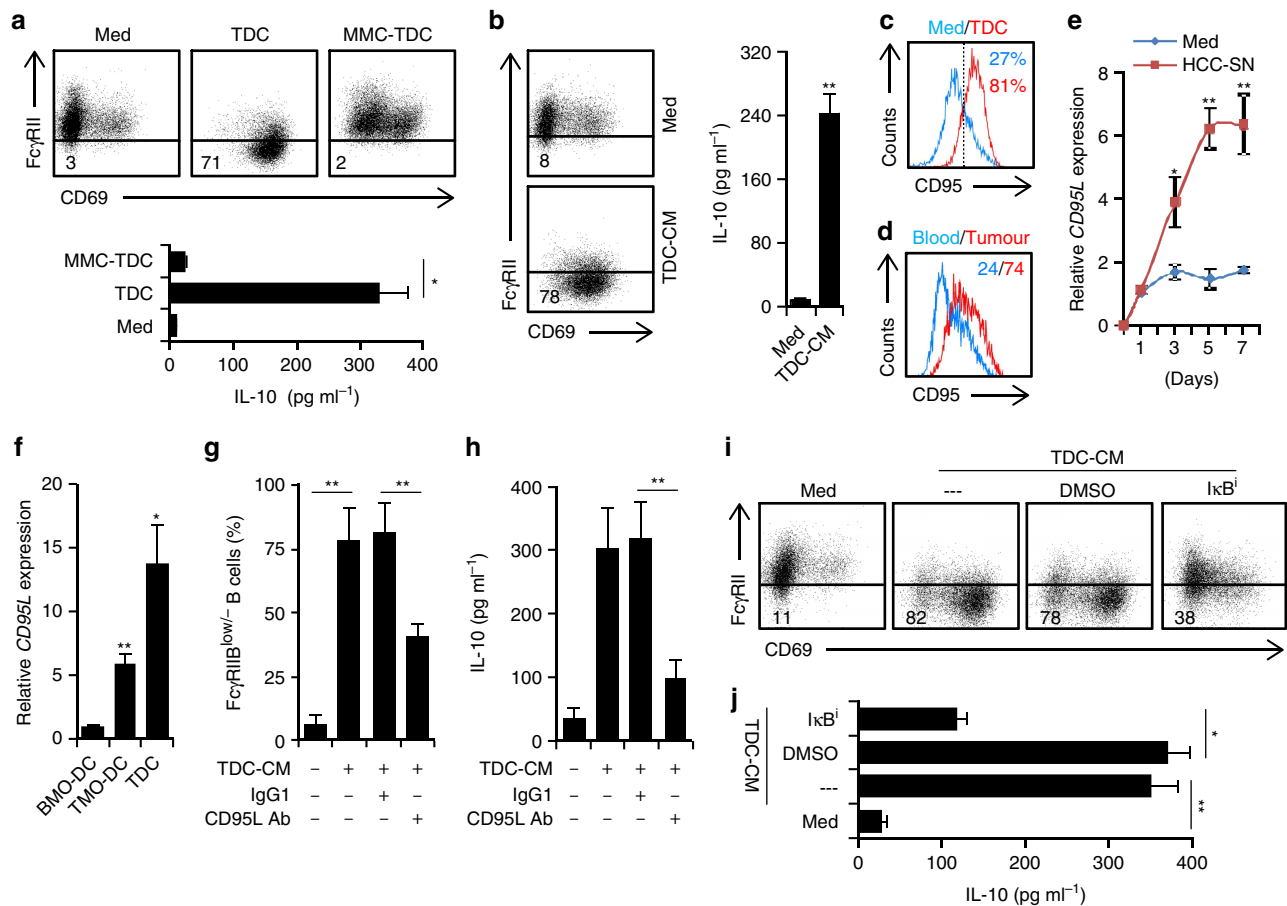 a
Med TDC MMC-TDC
FcγRII
3 71 2
CD69
MMC-TDC
TDC
Med
*
0 100 200 300 400
IL-10 (pg ml⁻¹)
b
FcγRII
8
Med
78
TDC-CM
CD69
IL-10 (pg ml⁻¹)
320
240
160
80
0
**
Med
TDC-CM
c
Med/TDC
27%
81%
Counts
CD95
d
Blood/Tumour
24/74
Counts
CD95
e
Med
HCC-SN
Relative CD95L expression
8
6
4
2
0
* ** **
1 3 5 7
(Days)
f
Relative CD95L expression
20
15
10
5
0
** *
BMO-DC
TMO-DC
TDC
g
FcγRIIBlow/– B cells (%)
100
75
50
25
0
** **
TDC-CM – + + +
IgG1 – – + –
CD95L Ab – – – +
h
IL-10 (pg ml⁻¹)
400
300
200
100
0
**
TDC-CM – + + +
IgG1 – – + –
CD95L Ab – – – +
i
TDC-CM
Med --- DMSO IκBⁱ
FcγRII
11 82 78 38
CD69
j
TDC-CM
IκBⁱ
DMSO
---
Med
*
**
0 100 200 300 400
IL-10 (pg ml⁻¹)